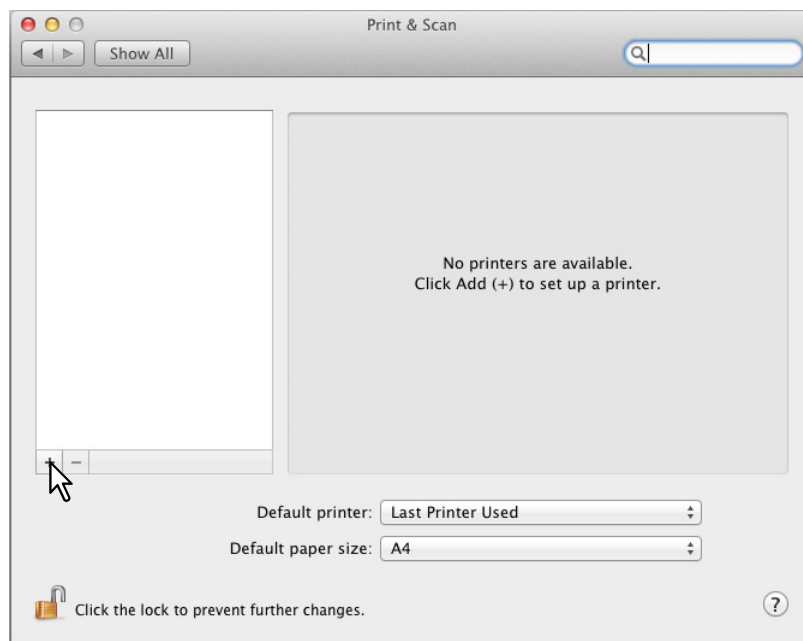 Print & Scan
Show All
No printers are available.
Click Add (+) to set up a printer.
+ −
Default printer: Last Printer Used
Default paper size: A4
Click the lock to prevent further changes.
?